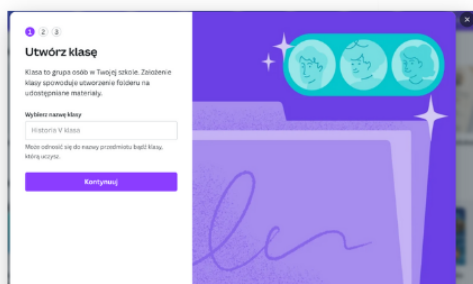 1 2 3
Utwórz klasę
Klasa to grupa osób w Twojej szkole. Założenie
klasy spowoduje utworzenie folderu na
udostępniane materiały.
Wybierz nazwę klasy
Historia V klasa
Może odnosić się do nazwy przedmiotu bądź klasy,
którą uczysz.
Kontynuuj